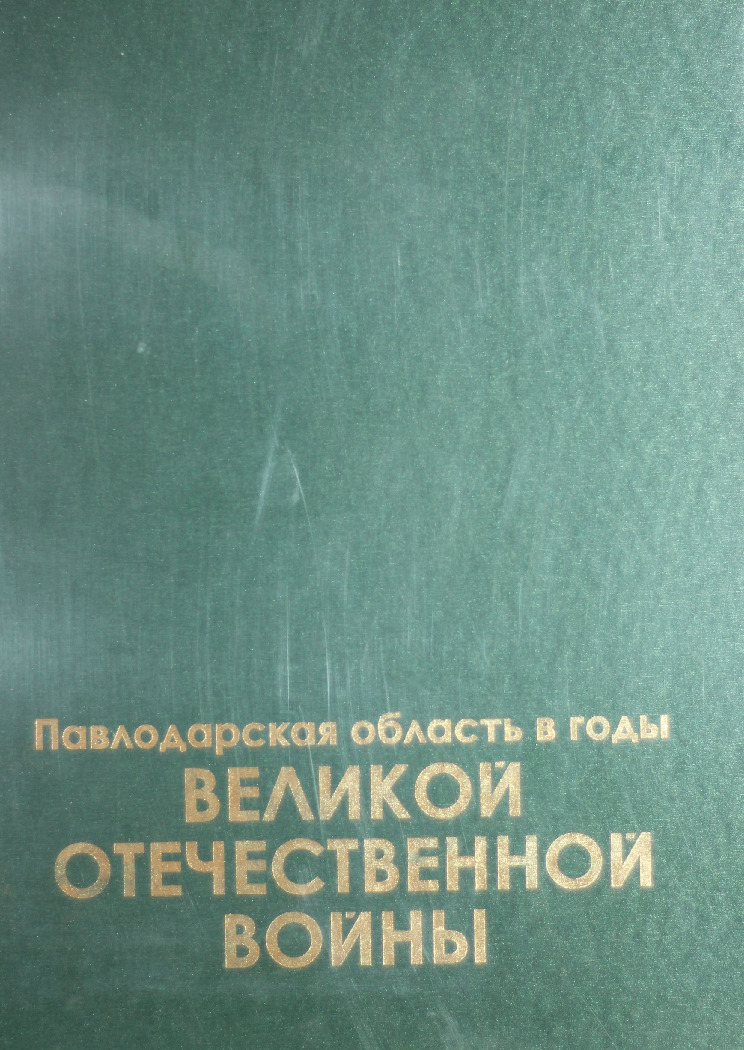 Павлодарская область в годы
ВЕЛИКОЙ
ОТЕЧЕСТВЕННОЙ
ВОЙНЫ